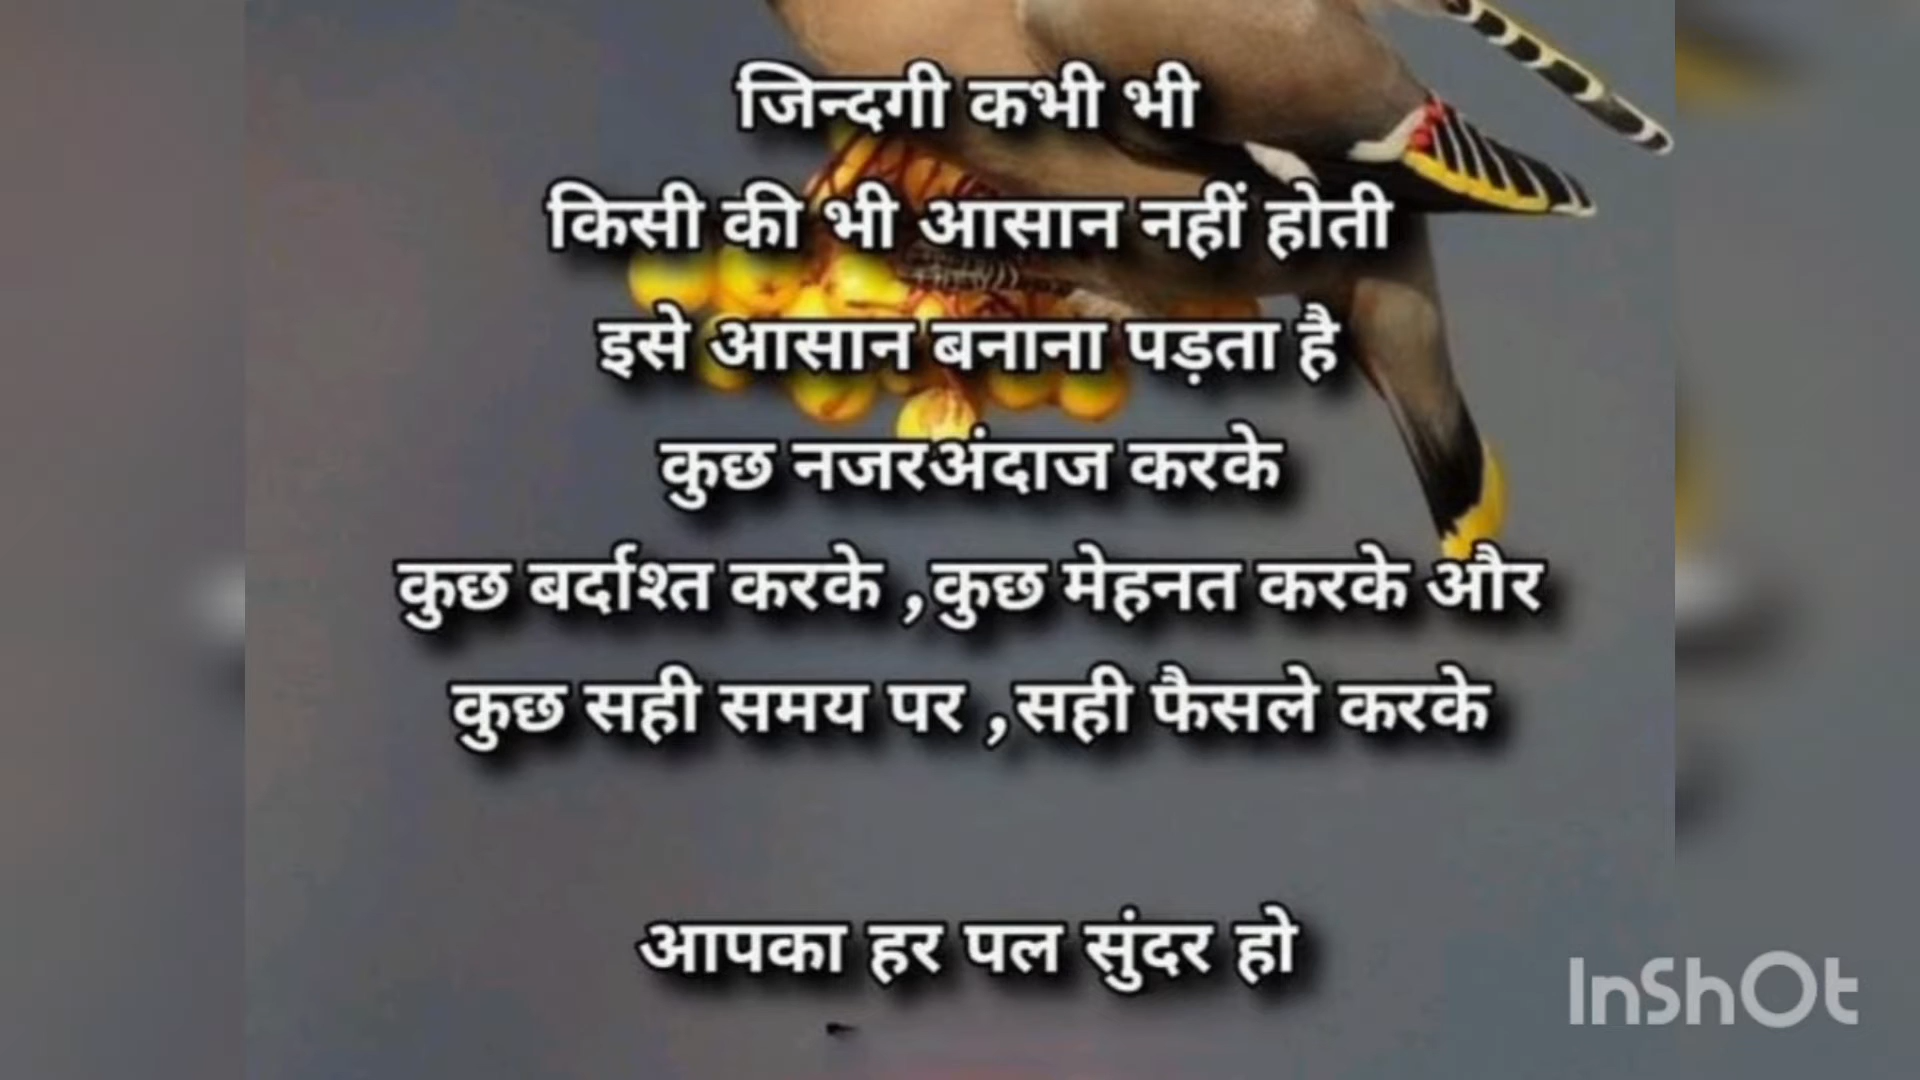 जिन्दगी कभी भी
किसी की भी आसान नहीं होती
इसे आसान बनाना पड़ता है
कुछ नजरअंदाज करके
कुछ बर्दाश्त करके ,कुछ मेहनत करके और
कुछ सही समय पर ,सही फैसले करके
आपका हर पल सुंदर हो
InShOt